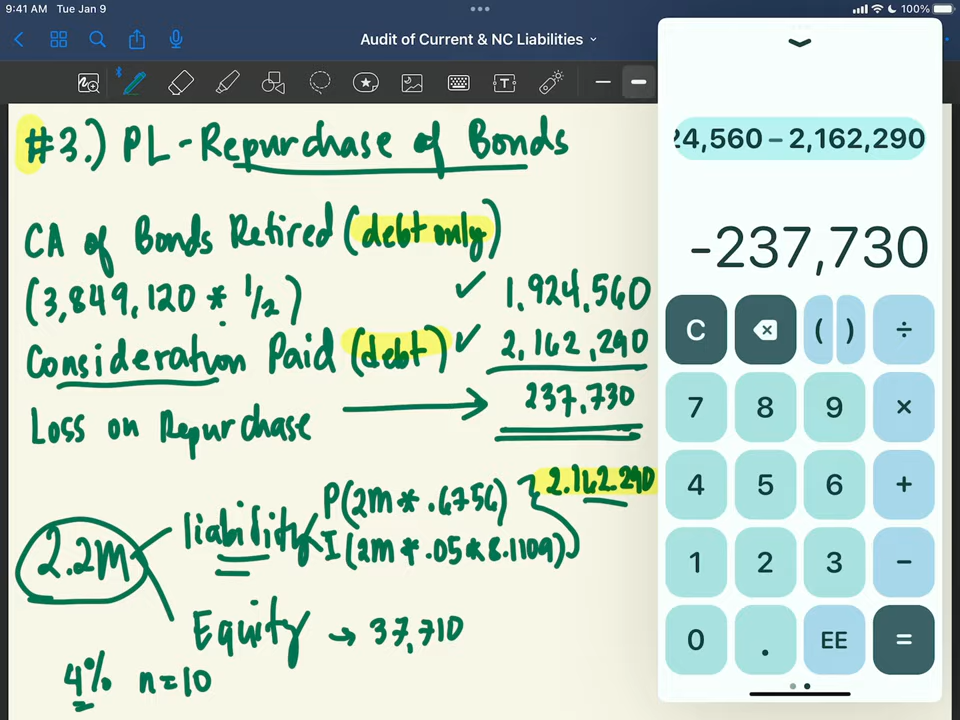 9:41 AM Tue Jan 9
100%
Audit of Current & NC Liabilities
#3.) PL - Repurchase of Bonds
CA of Bonds Retired (debt only)
(3,849,120 * 1/2) ✓ 1,924,560
Consideration Paid (debt) ✓ 2,162,290
Loss on Repurchase → 237,730
2.2M
liability
P(2M * .6756)
I(2M * .05 * 8.1109)
2.162.290
Equity → 37,710
4% n=10
24,560 − 2,162,290
-237,730
C ( ) ÷
7 8 9 ×
4 5 6 +
1 2 3 −
0 . EE =